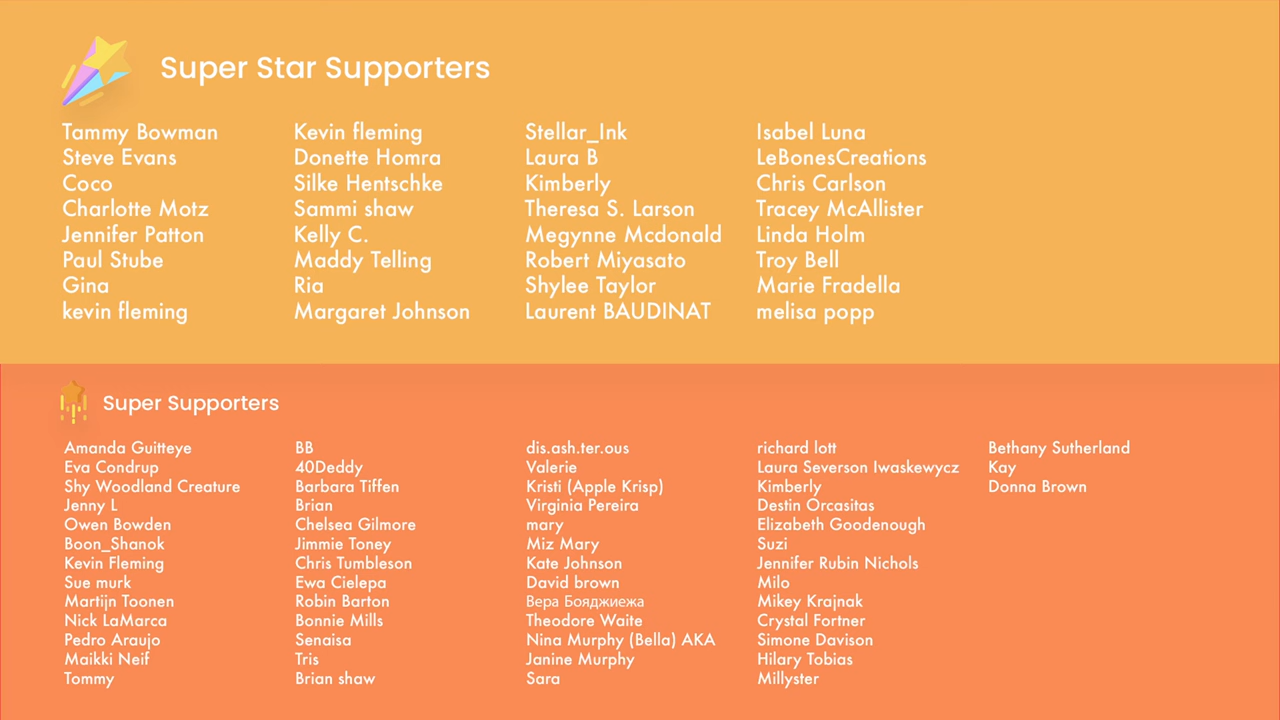 Super Star Supporters
Tammy Bowman
Steve Evans
Coco
Charlotte Motz
Jennifer Patton
Paul Stube
Gina
kevin fleming
Kevin fleming
Donette Homra
Silke Hentschke
Sammi shaw
Kelly C.
Maddy Telling
Ria
Margaret Johnson
Stellar_Ink
Laura B
Kimberly
Theresa S. Larson
Megynne Mcdonald
Robert Miyasato
Shylee Taylor
Laurent BAUDINAT
Isabel Luna
LeBonesCreations
Chris Carlson
Tracey McAllister
Linda Holm
Troy Bell
Marie Fradella
melisa popp
Super Supporters
Amanda Guitteye
Eva Condrup
Shy Woodland Creature
Jenny L
Owen Bowden
Boon_Shanok
Kevin Fleming
Sue murk
Martijn Toonen
Nick LaMarca
Pedro Araujo
Maikki Neif
Tommy
BB
40Deddy
Barbara Tiffen
Brian
Chelsea Gilmore
Jimmie Toney
Chris Tumbleson
Ewa Cielepa
Robin Barton
Bonnie Mills
Senaisa
Tris
Brian shaw
dis.ash.ter.ous
Valerie
Kristi (Apple Krisp)
Virginia Pereira
mary
Miz Mary
Kate Johnson
David brown
Вера Бояджиежа
Theodore Waite
Nina Murphy (Bella) AKA
Janine Murphy
Sara
richard lott
Laura Severson Iwaskewycz
Kimberly
Destin Orcasitas
Elizabeth Goodenough
Suzi
Jennifer Rubin Nichols
Milo
Mikey Krajnak
Crystal Fortner
Simone Davison
Hilary Tobias
Millyster
Bethany Sutherland
Kay
Donna Brown